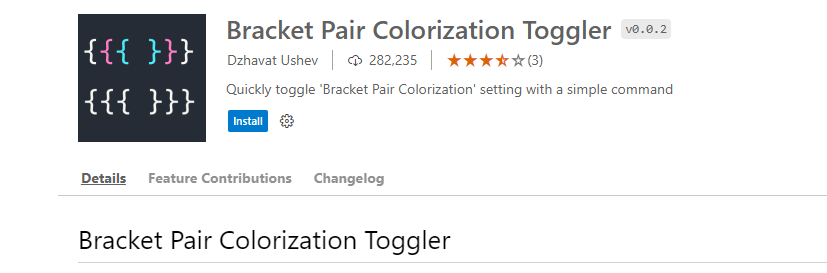 {{{ }}}
{{{ }}}
Bracket Pair Colorization Toggler v0.0.2
Dzhavat Ushev 282,235 (3)
Quickly toggle 'Bracket Pair Colorization' setting with a simple command
Install
Details Feature Contributions Changelog
Bracket Pair Colorization Toggler